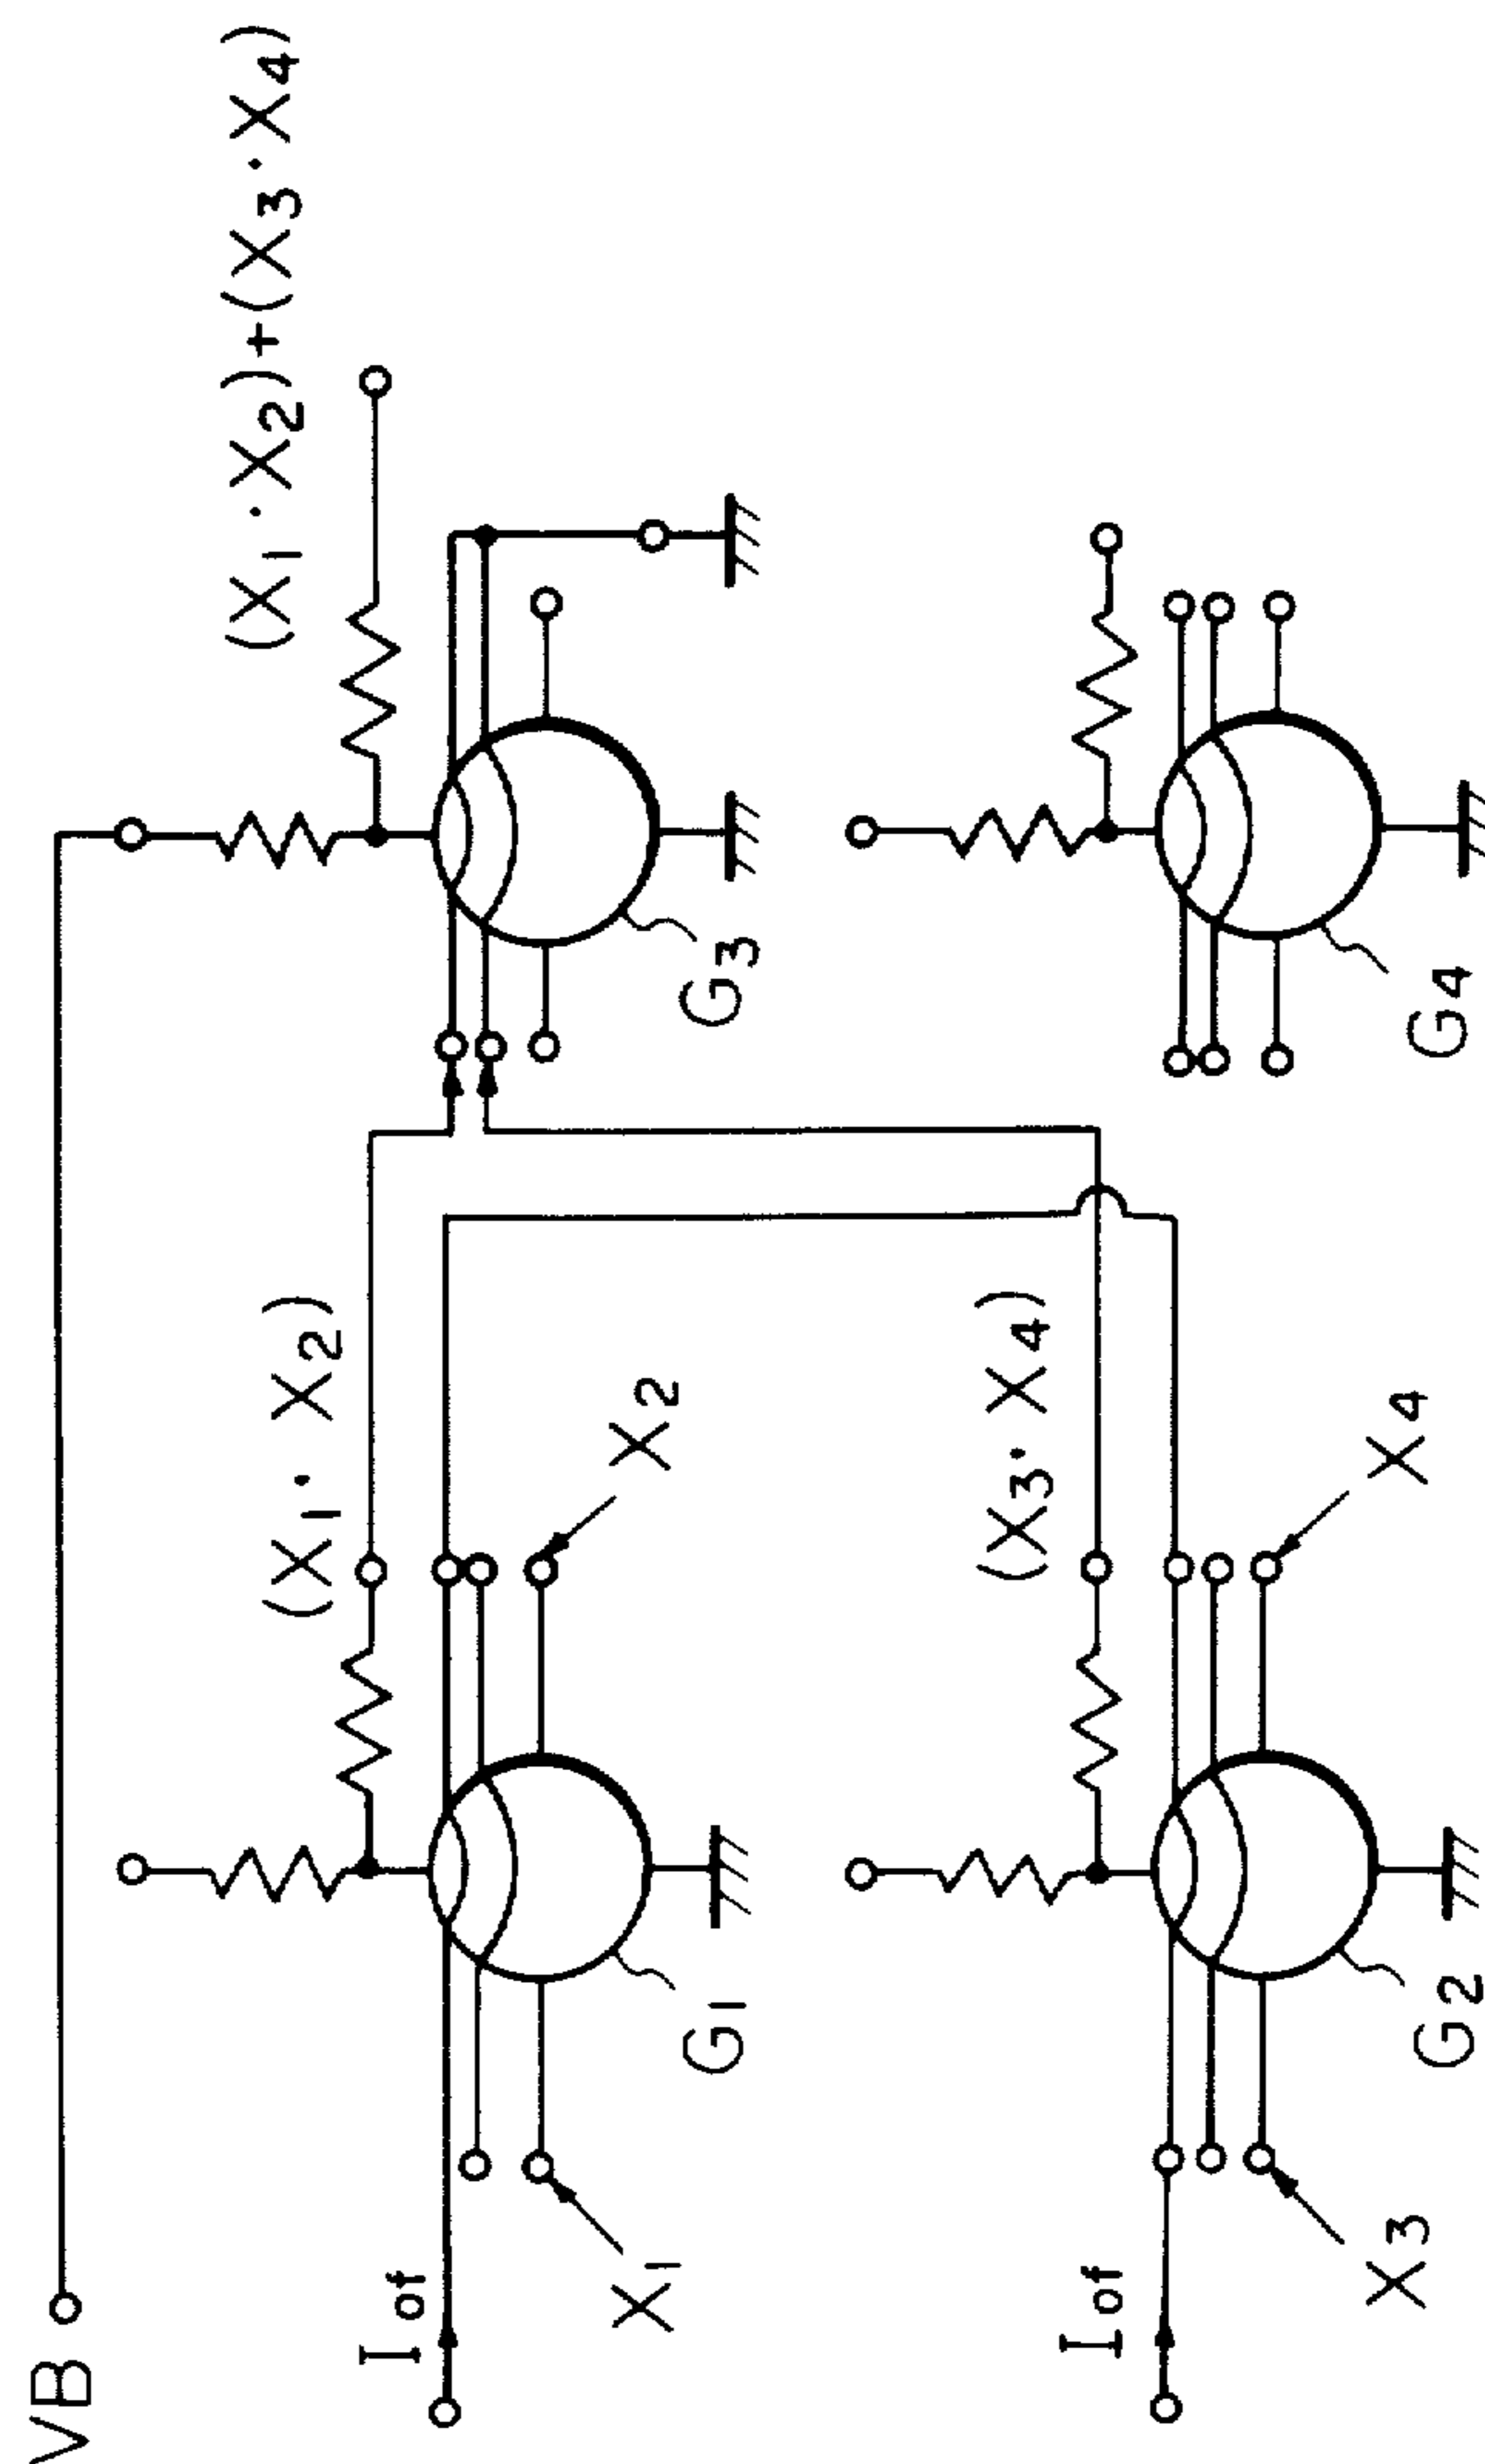 VB
(X1·X2)+(X3·X4)
(X1·X2)
Iof
X1
X2
G1
G3
(X3·X4)
Iof
X3
X4
G2
G4